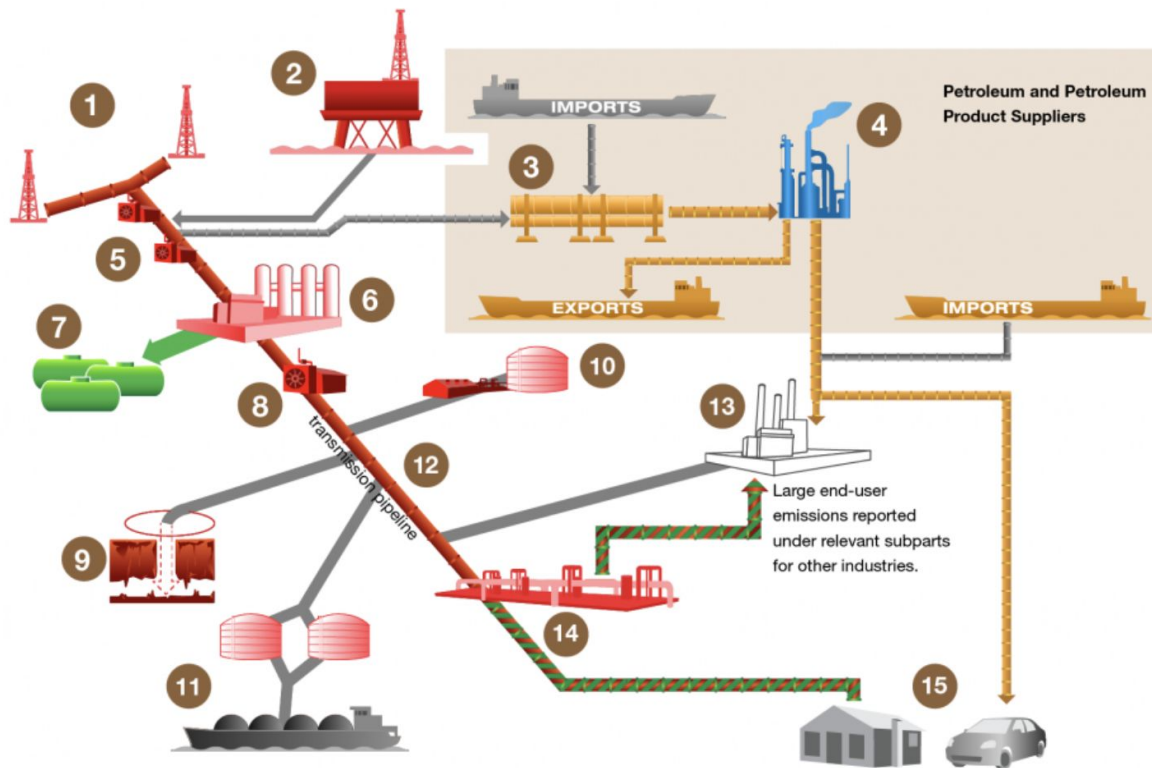 1
2
IMPORTS
Petroleum and Petroleum
Product Suppliers
3
4
5
6
EXPORTS
IMPORTS
7
8
10
transmission pipeline
12
13
Large end-user
emissions reported
under relevant subparts
for other industries.
9
14
11
15